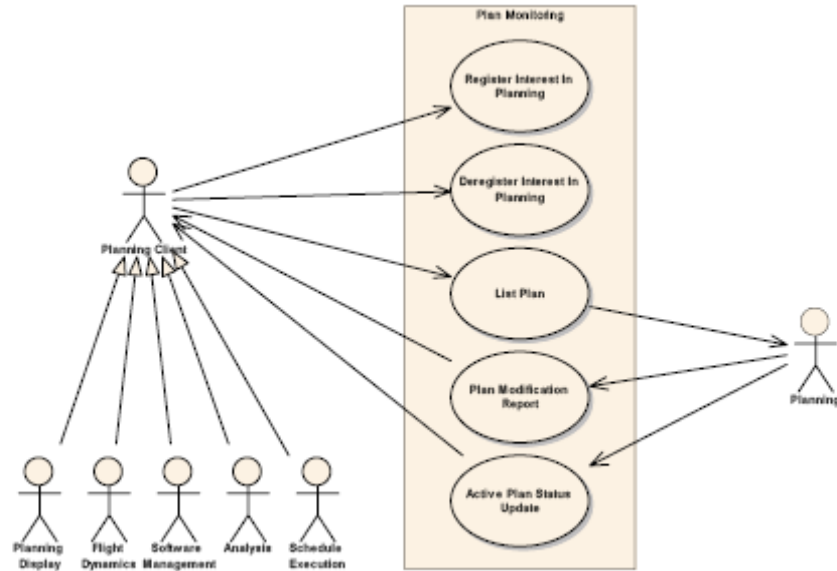 Plan Monitoring
Register Interest In
Planning
Deregister Interest In
Planning
Planning Client
List Plan
Plan Modification
Report
Planning
Active Plan Status
Update
Planning
Display
Flight
Dynamics
Software
Management
Analysis
Schedule
Execution